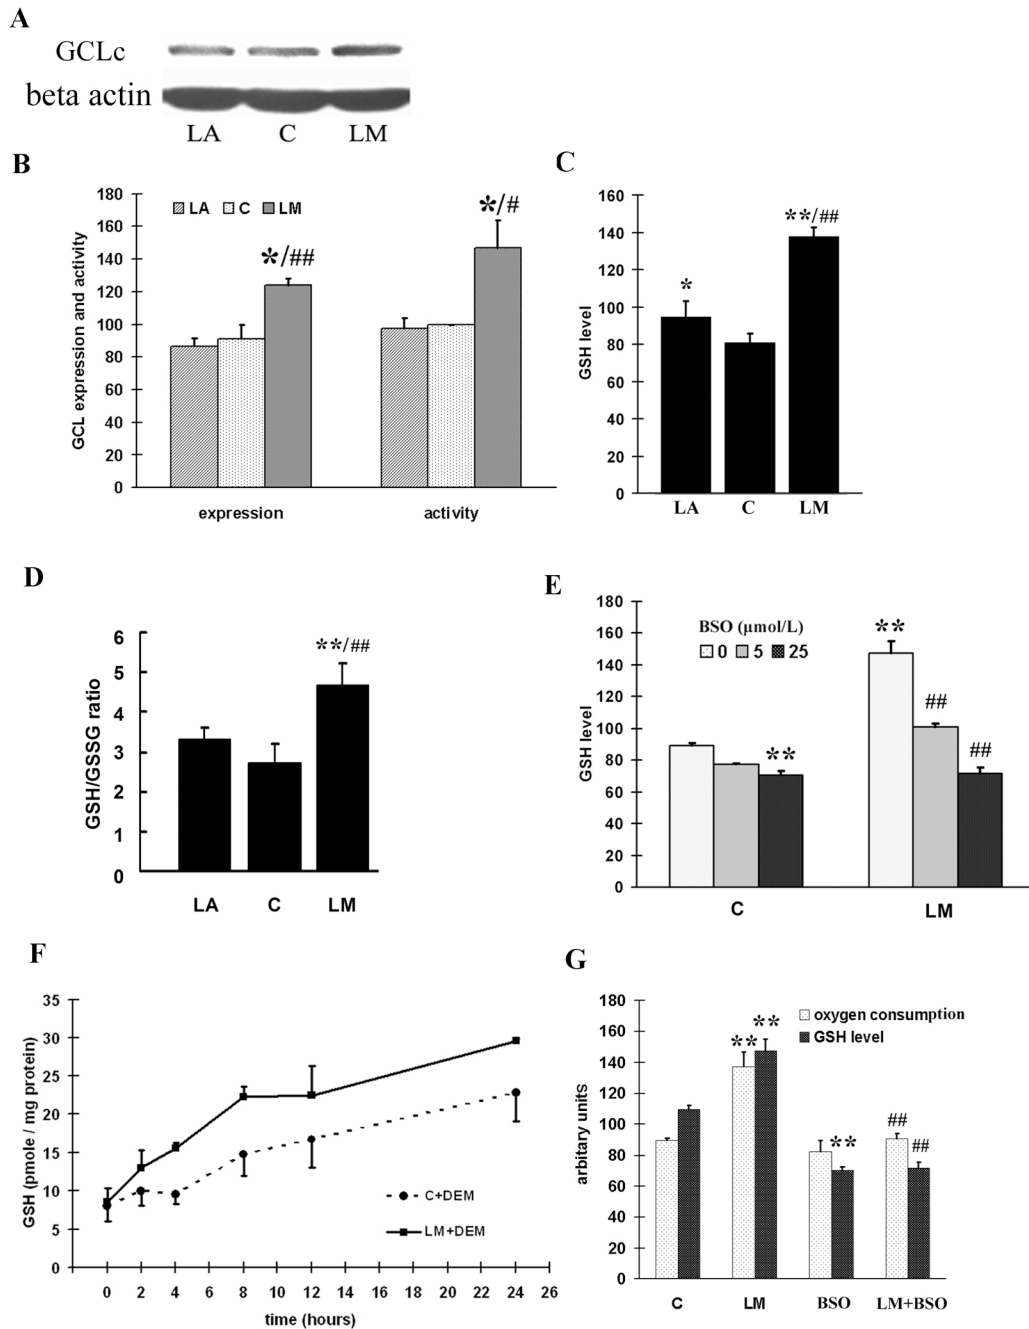 A
GCLc
beta actin
LA C LM
B
GCL expression and activity
180
160
140
120
100
80
60
40
20
0
LA C LM
*/##
*/#
expression activity
C
GSH level
160
140
120
100
80
60
40
20
0
*
**/##
LA C LM
D
GSH/GSSG ratio
6
5
4
3
2
1
0
**/##
LA C LM
E
GSH level
180
160
140
120
100
80
60
40
20
0
BSO (µmol/L)
0 5 25
**
**
##
##
C LM
F
GSH (pmole / mg protein)
35
30
25
20
15
10
5
0
C+DEM
LM+DEM
0 2 4 6 8 10 12 14 16 18 20 22 24 26
time (hours)
G
arbitary units
180
160
140
120
100
80
60
40
20
0
oxygen consumption
GSH level
**
**
**
##
##
C LM BSO LM+BSO